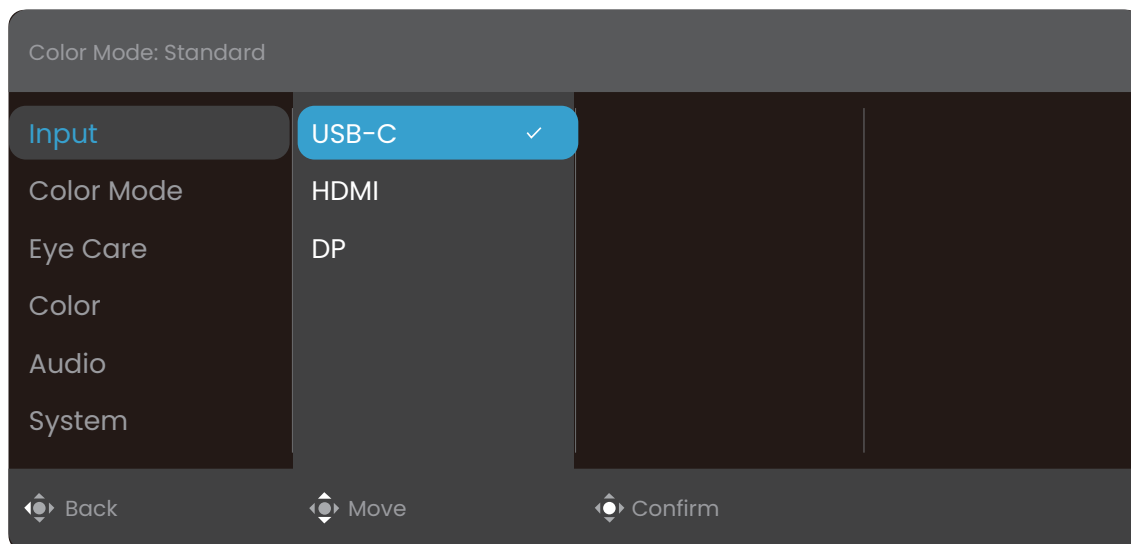 Color Mode: Standard
Input
USB-C
Color Mode
HDMI
Eye Care
DP
Color
Audio
System
Back
Move
Confirm